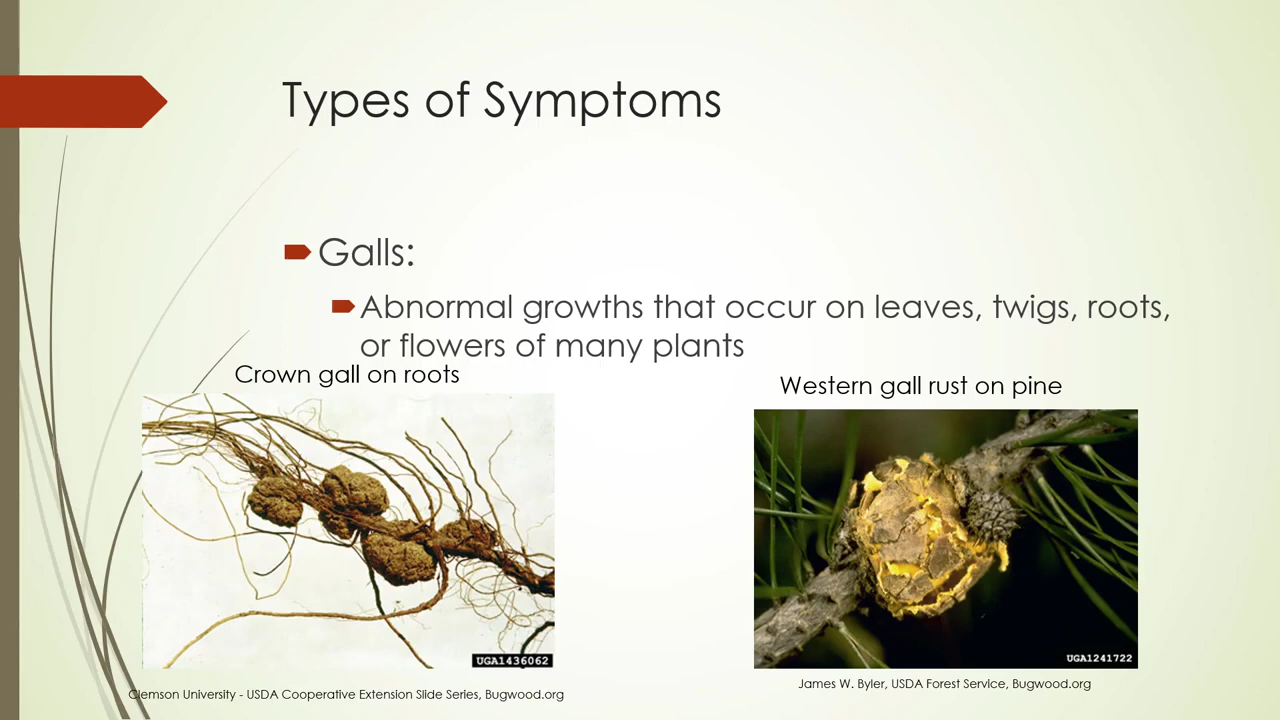 Types of Symptoms
Galls:
Abnormal growths that occur on leaves, twigs, roots,
or flowers of many plants
Crown gall on roots
Western gall rust on pine
UGA1436062
UGA1241722
Clemson University - USDA Cooperative Extension Slide Series, Bugwood.org
James W. Byler, USDA Forest Service, Bugwood.org